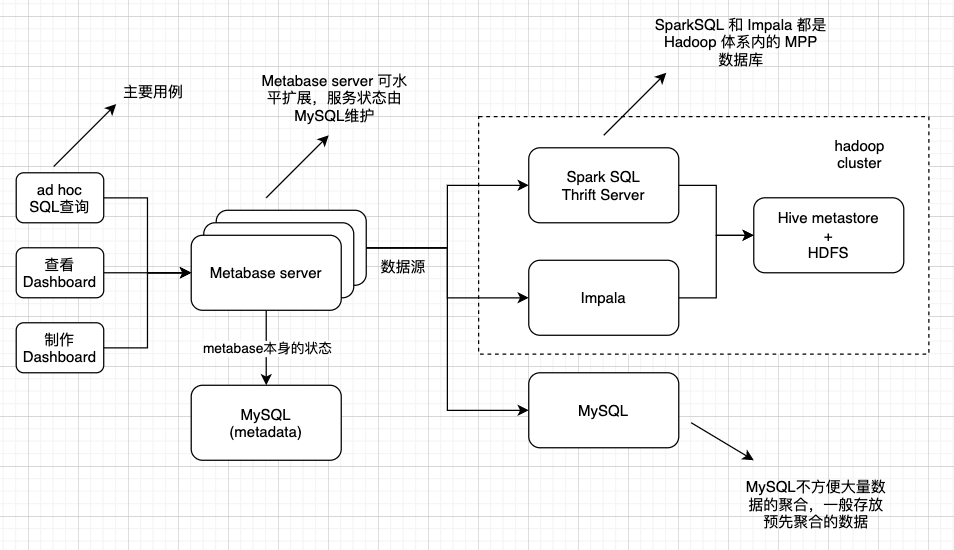 SparkSQL 和 Impala 都是
Hadoop 体系内的 MPP
数据库
Metabase server 可水
平扩展，服务状态由
MySQL维护
主要用例
hadoop
cluster
ad hoc
SQL查询
Spark SQL
Thrift Server
Hive metastore
+
HDFS
查看
Dashboard
Metabase server
数据源
Impala
制作
Dashboard
metabase本身的状态
MySQL
(metadata)
MySQL
MySQL不方便大量数
据的聚合，一般存放
预先聚合的数据